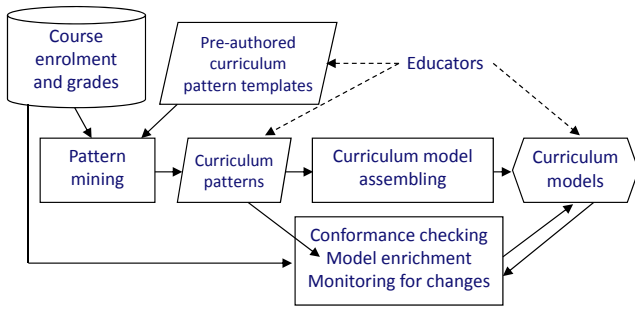 Course
enrolment
and grades
Pre-authored
curriculum
pattern templates
Educators
Pattern
mining
Curriculum
patterns
Curriculum model
assembling
Curriculum
models
Conformance checking
Model enrichment
Monitoring for changes